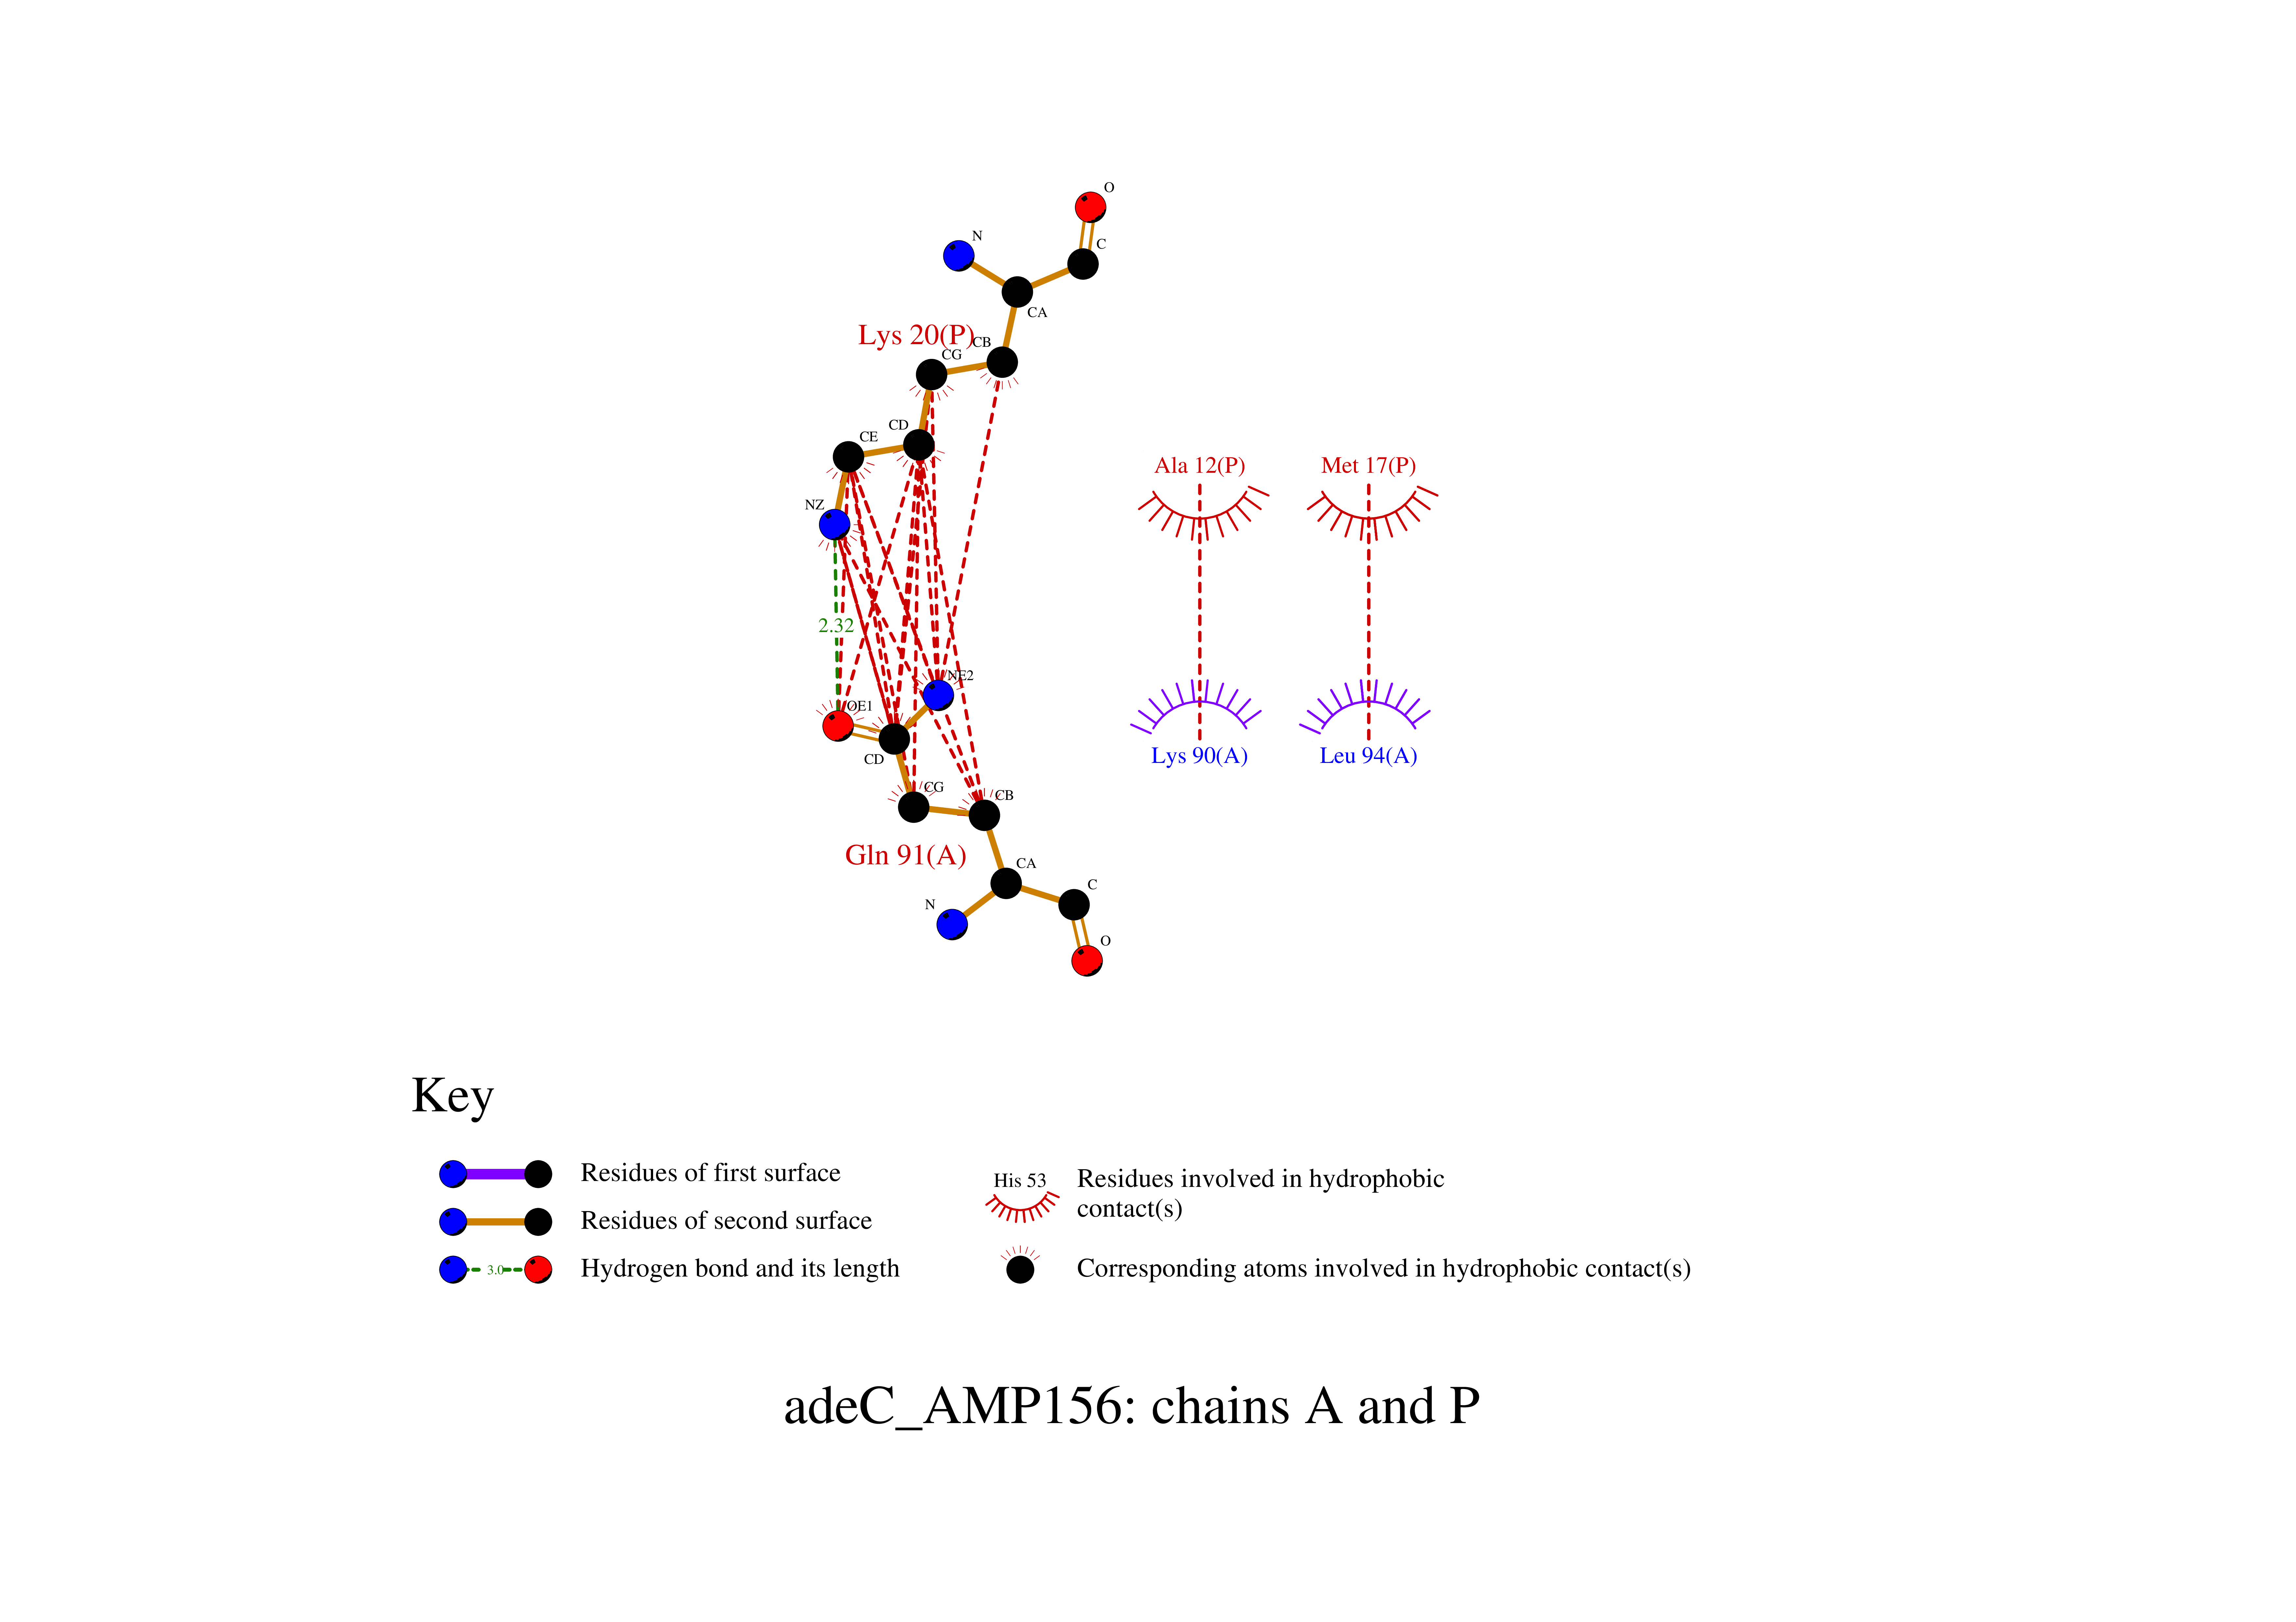 O
N
C
CA
Lys 20(P)
CB
CG
CD
CE
NZ
Ala 12(P) Met 17(P)
2.32
NE2
OE1
CD
Lys 90(A) Leu 94(A)
CG
CB
Gln 91(A)
CA
C
N
O
Key
Residues of first surface
Residues of second surface
3.0 Hydrogen bond and its length
His 53 Residues involved in hydrophobic
contact(s)
Corresponding atoms involved in hydrophobic contact(s)
adeC_AMP156: chains A and P